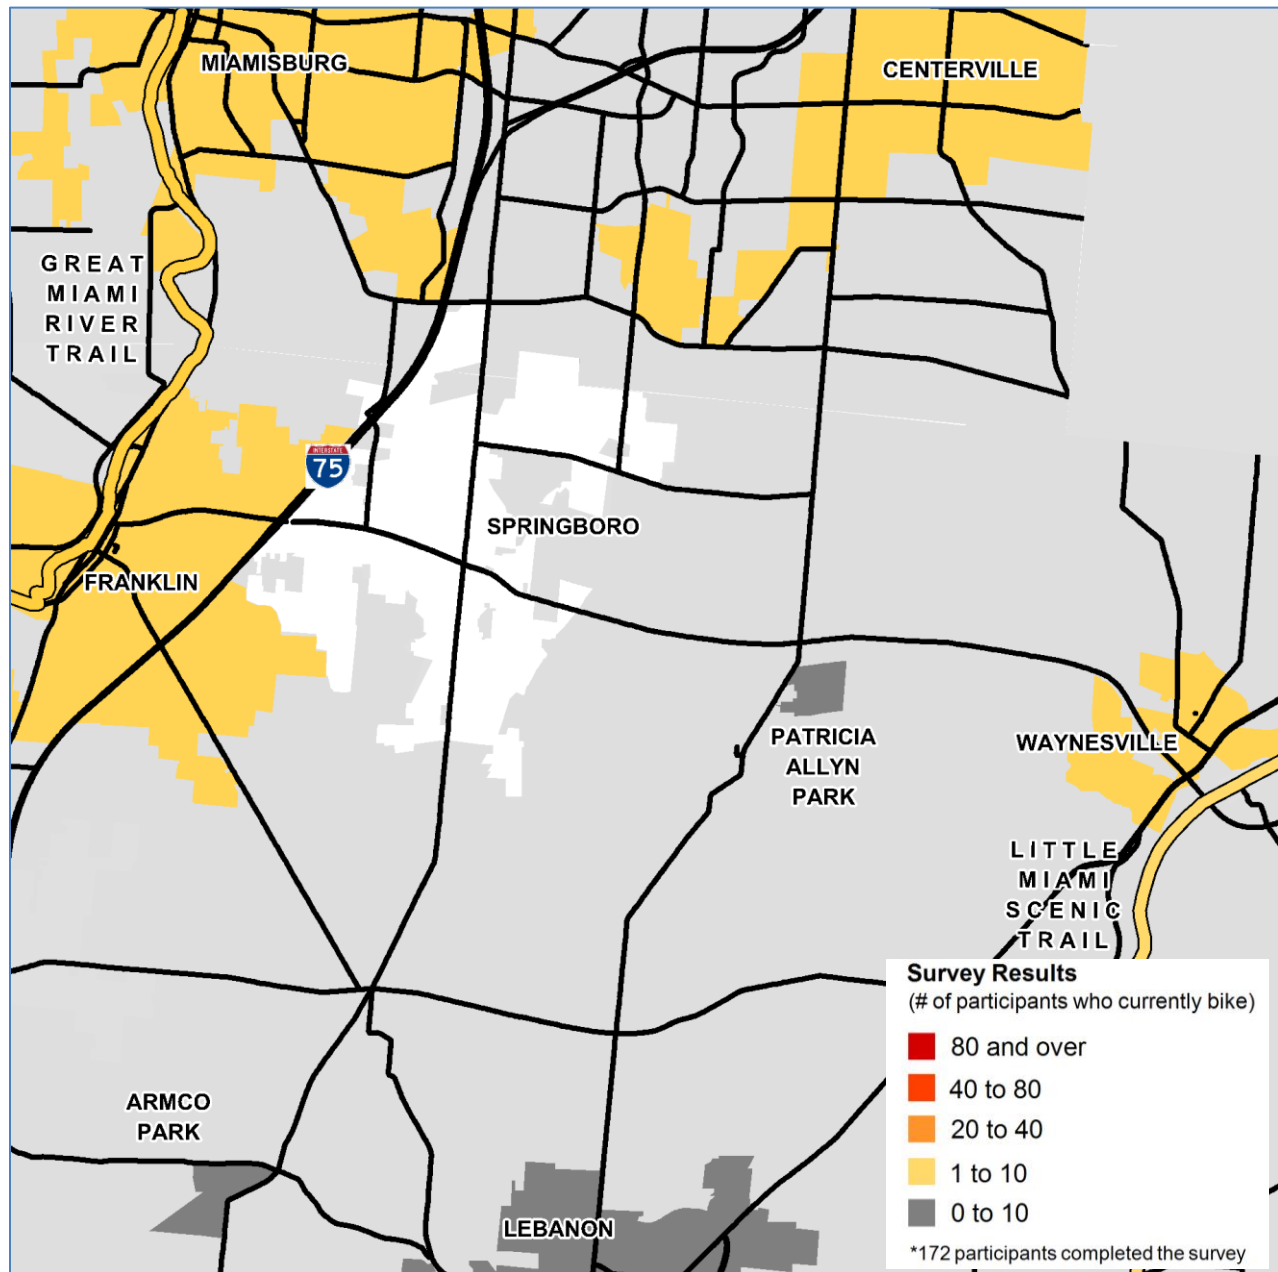 MIAMISBURG
CENTERVILLE
GREAT
MIAMI
RIVER
TRAIL
INTERSTATE
75
SPRINGBORO
FRANKLIN
PATRICIA
ALLYN
PARK
WAYNESVILLE
LITTLE
MIAMI
SCENIC
TRAIL
ARMCO
PARK
LEBANON
Survey Results
(# of participants who currently bike)
80 and over
40 to 80
20 to 40
1 to 10
0 to 10
*172 participants completed the survey